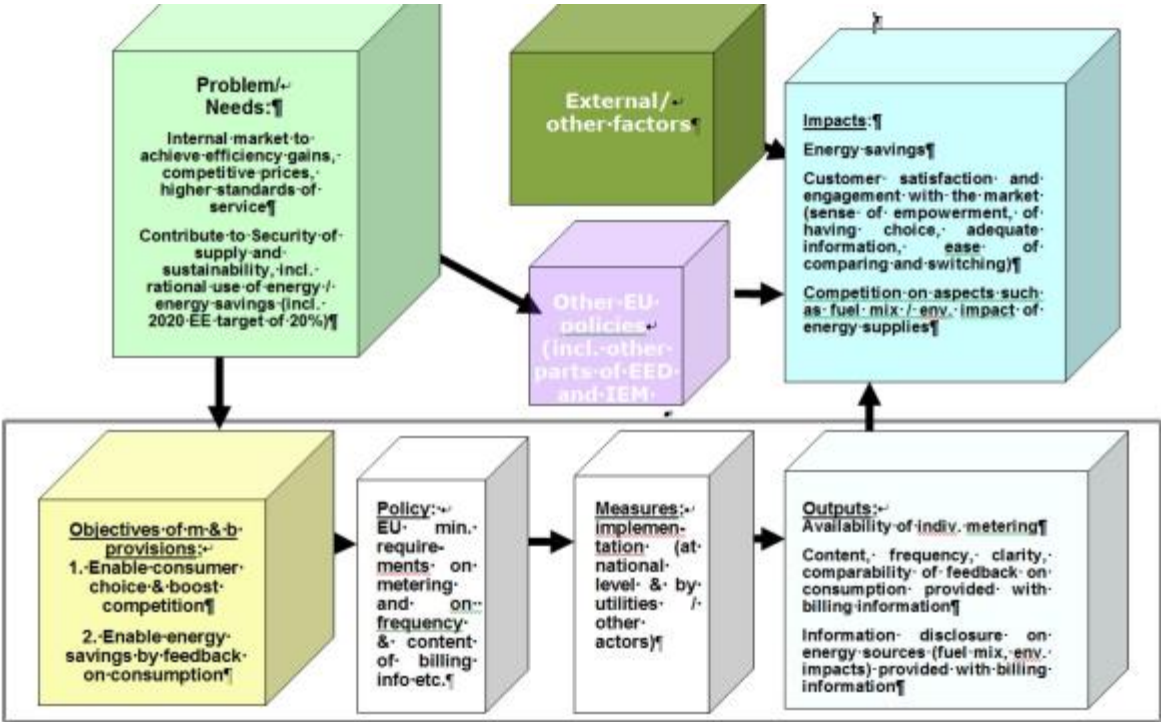 Problem/
Needs:
Internal market to
achieve efficiency gains,
competitive prices,
higher standards of
service
Contribute to Security of
supply and
sustainability, incl.
rational use of energy /
energy savings (incl.
2020 EE target of 20%)
External/
other factors
Other EU
policies
(incl. other
parts of EED
and IEM
Impacts:
Energy savings
Customer satisfaction and
engagement with the market
(sense of empowerment, of
having choice, adequate
information, ease of
comparing and switching)
Competition on aspects such
as fuel mix / env. impact of
energy supplies
Objectives of m & b
provisions:
1. Enable consumer
choice & boost
competition
2. Enable energy
savings by feedback
on consumption
Policy:
EU min.
require-
ments on
metering
and on
frequency
& content
of billing
info etc.
Measures:
implemen-
tation (at
national
level & by
utilities /
other
actors)
Outputs:
Availability of indiv. metering
Content, frequency, clarity,
comparability of feedback on
consumption provided with
billing information
Information disclosure on
energy sources (fuel mix, env.
impacts) provided with billing
information